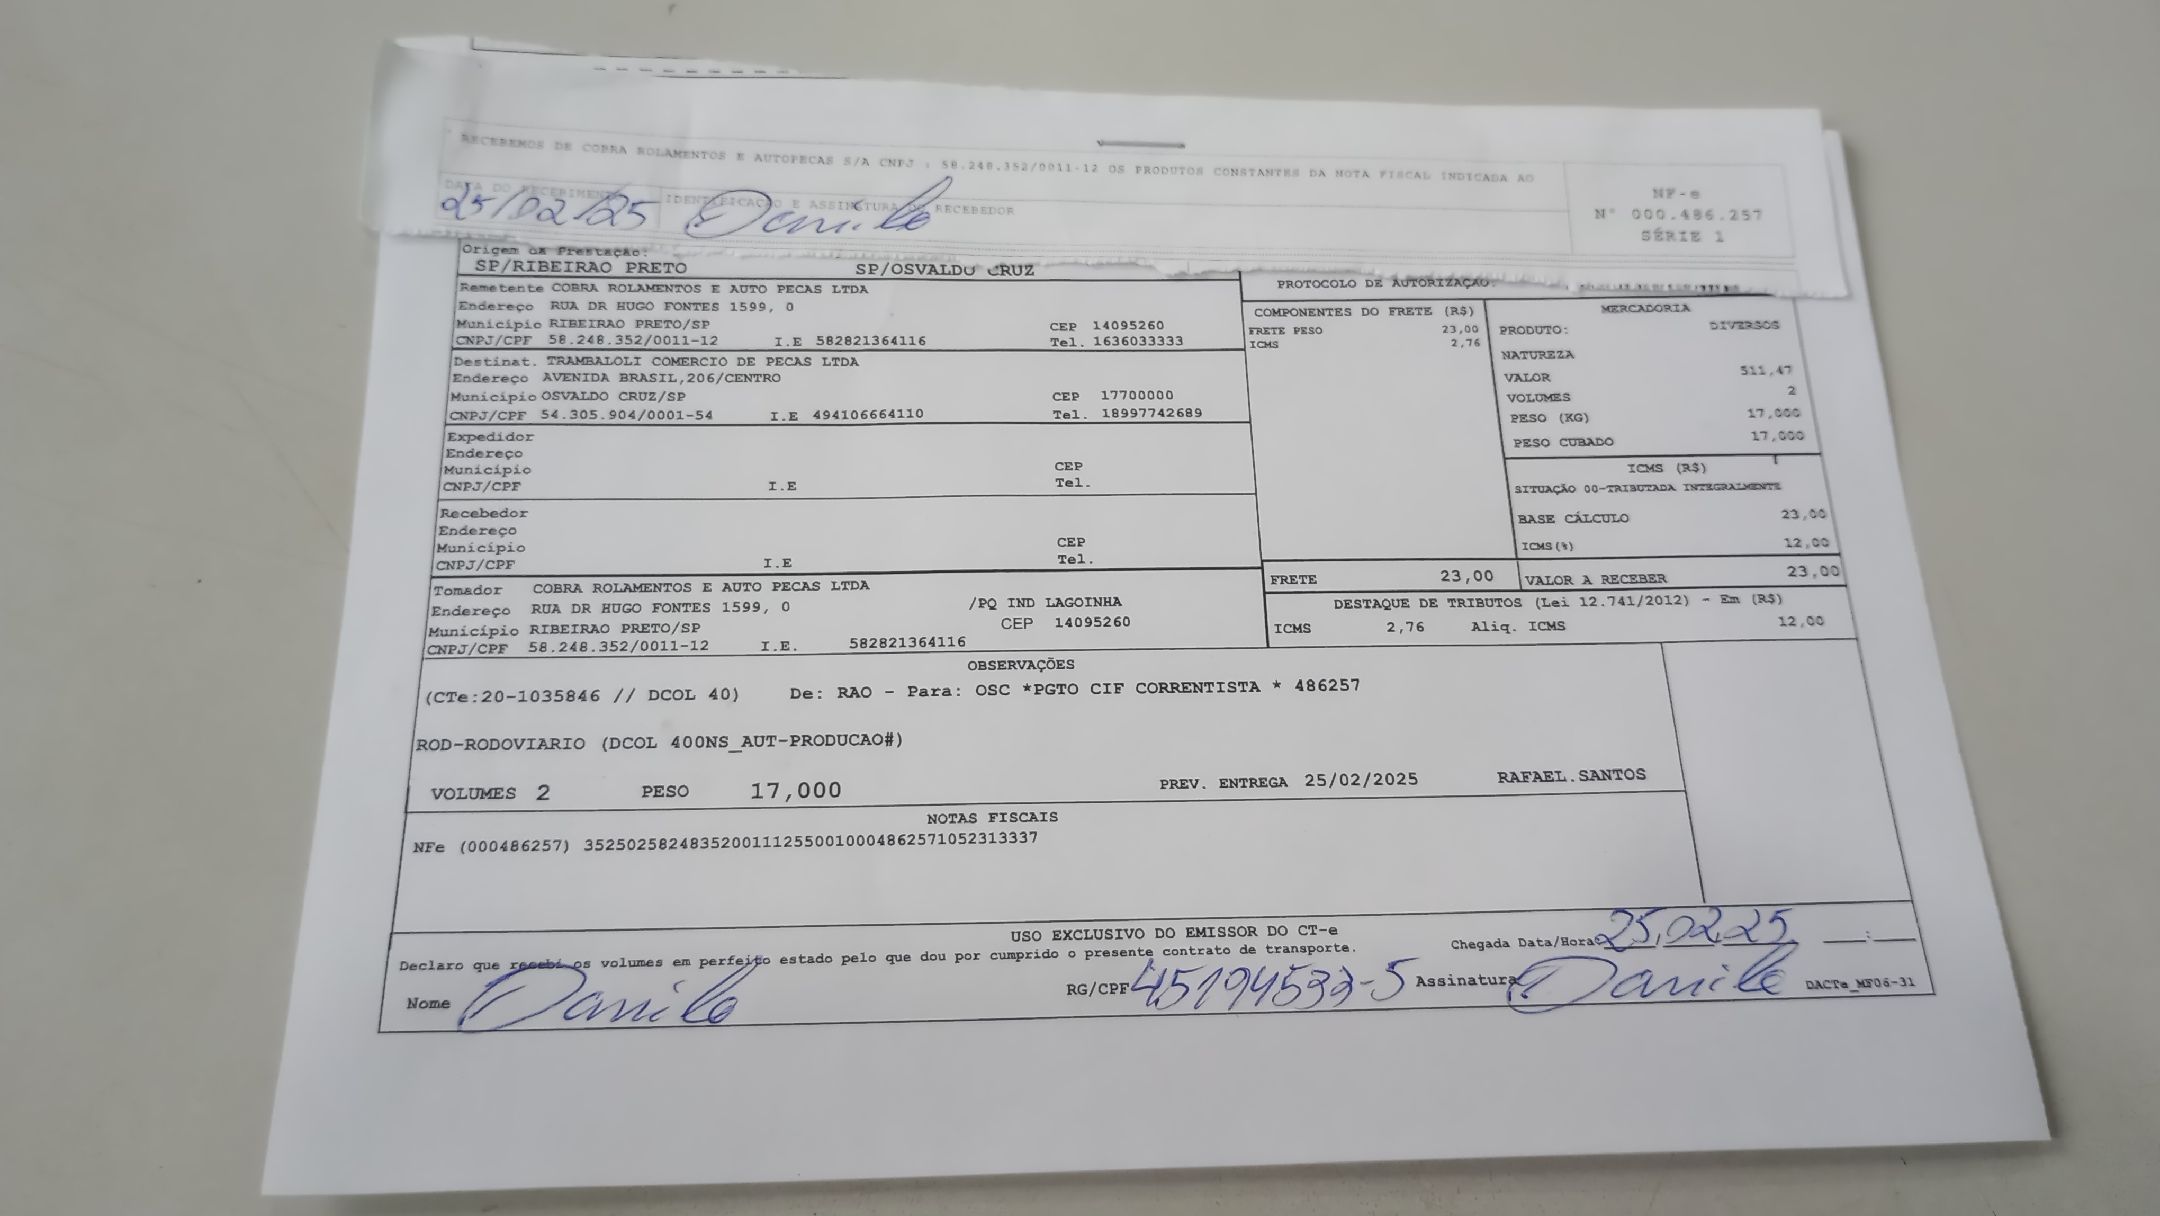 RECEBEMOS DE COBRA ROLAMENTOS E AUTOPECAS S/A CNPJ : 58.248.352/0011-12 OS PRODUTOS CONSTANTES DA NOTA FISCAL INDICADA AO
NF-e
Nº 000.486.257
SÉRIE 1
DATA DO RECEBIMENTO IDENTIFICAÇÃO E ASSINATURA DO RECEBEDOR
25/02/25 Danilo
Origem da Prestação:
SP/RIBEIRAO PRETO SP/OSVALDO CRUZ
Remetente COBRA ROLAMENTOS E AUTO PECAS LTDA
Endereço RUA DR HUGO FONTES 1599, 0
Município RIBEIRAO PRETO/SP CEP 14095260
CNPJ/CPF 58.248.352/0011-12 I.E 582821364116 Tel. 1636033333
Destinat. TRAMBALOLI COMERCIO DE PECAS LTDA
Endereço AVENIDA BRASIL,206/CENTRO
Município OSVALDO CRUZ/SP CEP 17700000
CNPJ/CPF 54.305.904/0001-54 I.E 494106664110 Tel. 18997742689
Expedidor
Endereço
Município CEP
CNPJ/CPF I.E Tel.
Recebedor
Endereço
Município CEP
CNPJ/CPF I.E Tel.
Tomador COBRA ROLAMENTOS E AUTO PECAS LTDA
Endereço RUA DR HUGO FONTES 1599, 0 /PQ IND LAGOINHA
Município RIBEIRAO PRETO/SP CEP 14095260
CNPJ/CPF 58.248.352/0011-12 I.E. 582821364116
PROTOCOLO DE AUTORIZAÇAO:
COMPONENTES DO FRETE (R$)
FRETE PESO 23,00
ICMS 2,76
MERCADORIA
PRODUTO: DIVERSOS
NATUREZA
VALOR 511,47
VOLUMES 2
PESO (KG) 17,000
PESO CUBADO 17,000
ICMS (R$)
SITUAÇÃO 00-TRIBUTADA INTEGRALMENTE
BASE CÁLCULO 23,00
ICMS(%) 12,00
FRETE 23,00 VALOR A RECEBER 23,00
DESTAQUE DE TRIBUTOS (Lei 12.741/2012) - Em (R$)
ICMS 2,76 Aliq. ICMS 12,00
OBSERVAÇÕES
(CTe:20-1035846 // DCOL 40) De: RAO - Para: OSC *PGTO CIF CORRENTISTA * 486257
ROD-RODOVIARIO (DCOL 400NS_AUT-PRODUCAO#)
VOLUMES 2 PESO 17,000 PREV. ENTREGA 25/02/2025 RAFAEL.SANTOS
NOTAS FISCAIS
NFe (000486257) 35250258248352001112550010004862571052313337
USO EXCLUSIVO DO EMISSOR DO CT-e
Declaro que recebi os volumes em perfeito estado pelo que dou por cumprido o presente contrato de transporte. Chegada Data/Hora 25,02,25 __:__
Nome Danilo RG/CPF 45194533-5 Assinatura Danilo DACTe_MF06-31